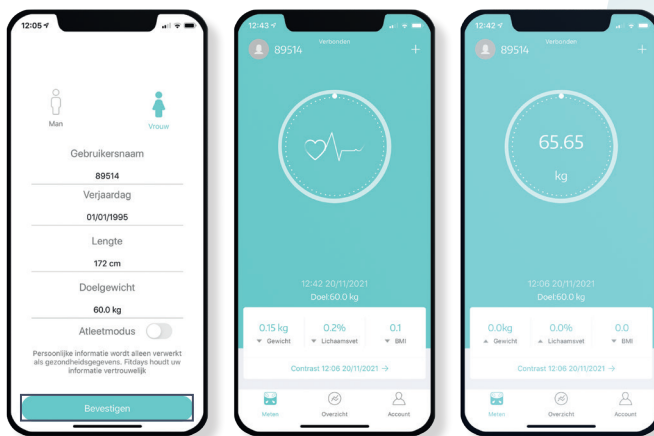 12:05
Man
Vrouw
Gebruikersnaam
89514
Verjaardag
01/01/1995
Lengte
172 cm
Doelgewicht
60.0 kg
Atleetmodus
Persoonlijke informatie wordt alleen verwerkt
als gezondheidsgegevens. Fitdays houdt uw
informatie vertrouwelijk
Bevestigen
12:43
Verbonden
89514
12:42 20/11/2021
Doel:60.0 kg
0.15 kg 0.2% 0.1
Gewicht Lichaamsvet BMI
Contrast 12:06 20/11/2021
Meten Overzicht Account
12:42
Verbonden
89514
65.65
kg
12:06 20/11/2021
Doel:60.0 kg
0.0kg 0.0% 0.0
Gewicht Lichaamsvet BMI
Contrast 12:06 20/11/2021
Meten Overzicht Account